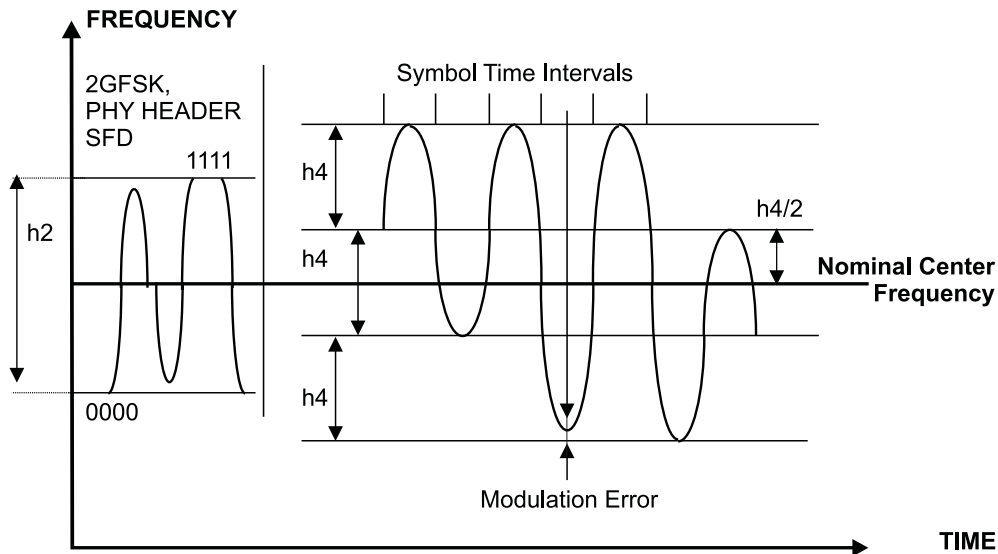 FREQUENCY
2GFSK,
PHY HEADER
SFD
1111
h2
0000
Symbol Time Intervals
h4
h4
h4
h4/2
Nominal Center
Frequency
Modulation Error
TIME